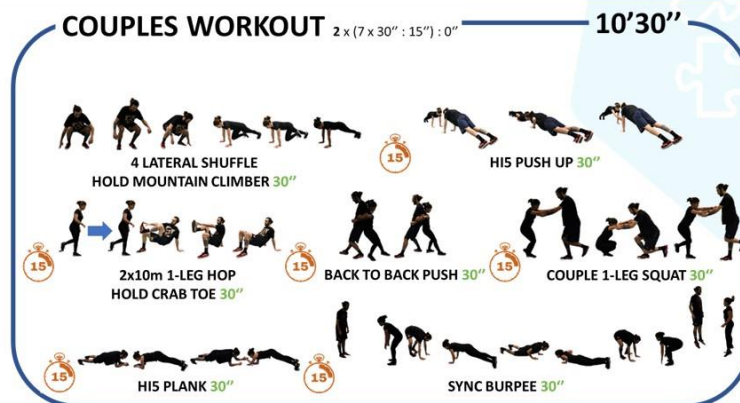 COUPLES WORKOUT 2 x (7 x 30’’ : 15’’) : 0’’
10’30’’
4 LATERAL SHUFFLE
HOLD MOUNTAIN CLIMBER 30’’
15
HI5 PUSH UP 30’’
15
2x10m 1-LEG HOP
HOLD CRAB TOE 30’’
15
BACK TO BACK PUSH 30’’
15
COUPLE 1-LEG SQUAT 30’’
15
HI5 PLANK 30’’
15
SYNC BURPEE 30’’